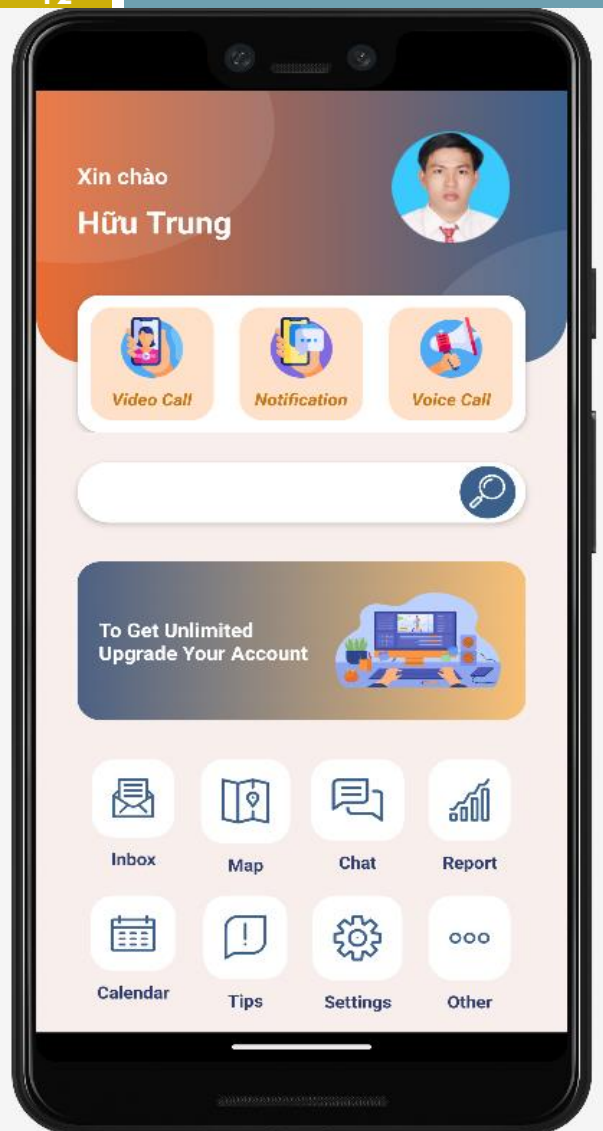 12
Xin chào
Hữu Trung
Video Call
Notification
Voice Call
To Get Unlimited
Upgrade Your Account
Inbox
Map
Chat
Report
Calendar
Tips
Settings
Other